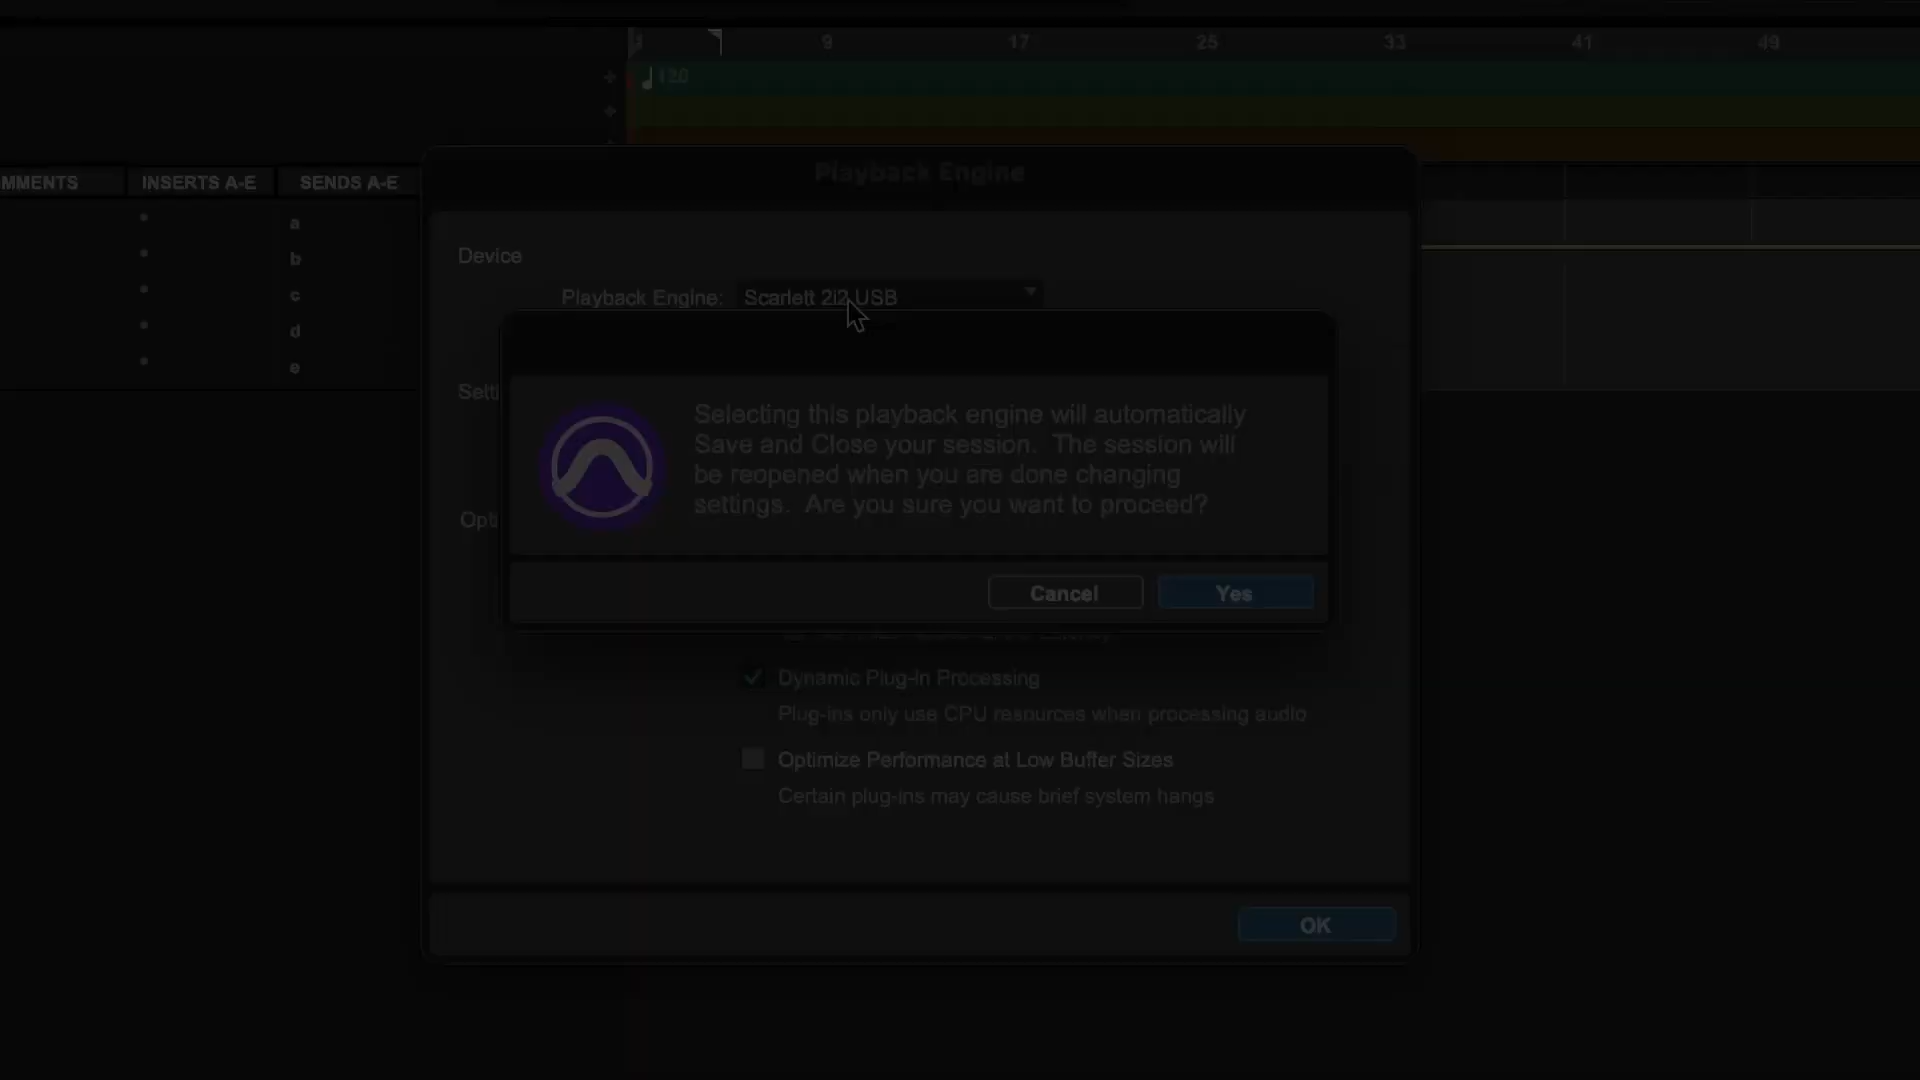 9 17 25 33 41 49
120
Playback Engine
MMENTS INSERTS A-E SENDS A-E
a
b
c
d
e
Device
Playback Engine: Scarlett 2i2 USB
Setti
Opti
Selecting this playback engine will automatically
Save and Close your session. The session will
be reopened when you are done changing
settings. Are you sure you want to proceed?
Cancel Yes
Dynamic Plug-In Processing
Plug-ins only use CPU resources when processing audio
Optimize Performance at Low Buffer Sizes
Certain plug-ins may cause brief system hangs
OK